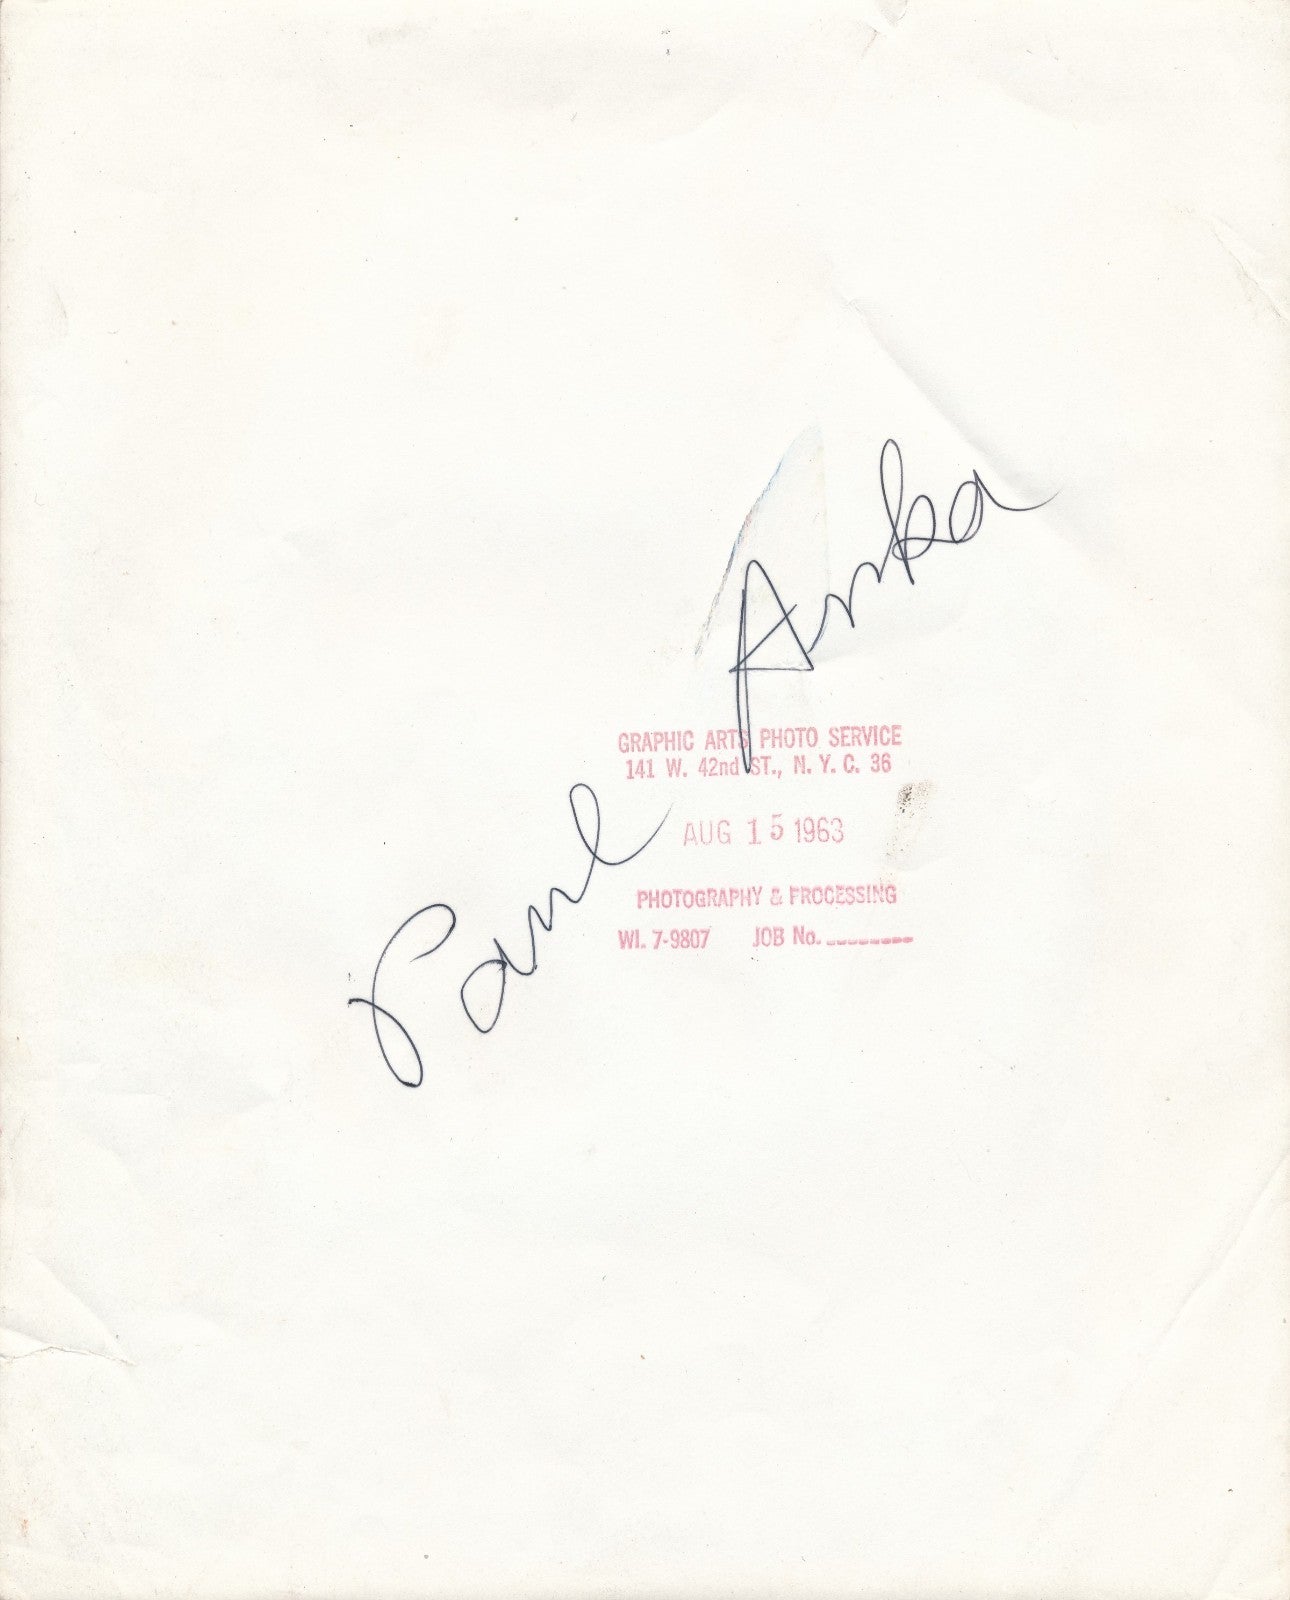 Paul Anka
GRAPHIC ARTS PHOTO SERVICE
141 W. 42nd ST., N. Y. C. 36
AUG 15 1963
PHOTOGRAPHY & PROCESSING
WI. 7-9807 JOB No. ________